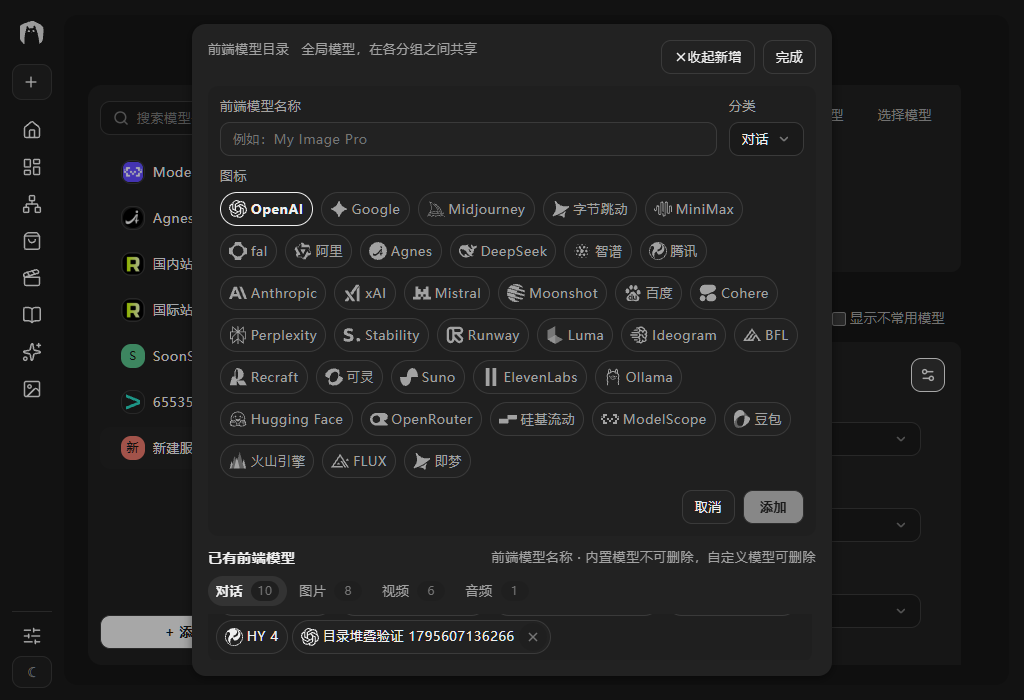 前端模型目录 全局模型，在各分组之间共享
✕收起新增 完成
前端模型名称 分类
例如：My Image Pro 对话
图标
OpenAI Google Midjourney 字节跳动 MiniMax
fal 阿里 Agnes DeepSeek 智谱 腾讯
Anthropic xAI Mistral Moonshot 百度 Cohere
Perplexity Stability Runway Luma Ideogram BFL
Recraft 可灵 Suno ElevenLabs Ollama
Hugging Face OpenRouter 硅基流动 ModelScope 豆包
火山引擎 FLUX 即梦
取消 添加
已有前端模型 前端模型名称 · 内置模型不可删除，自定义模型可删除
对话 10 图片 8 视频 6 音频 1
HY 4 目录堆叠验证 1795607136266 ✕
搜索模型
Mode
Agnes
国内站
国际站
S SoonS
65535
新 新建服
+ 添
型 选择模型
显示不常用模型